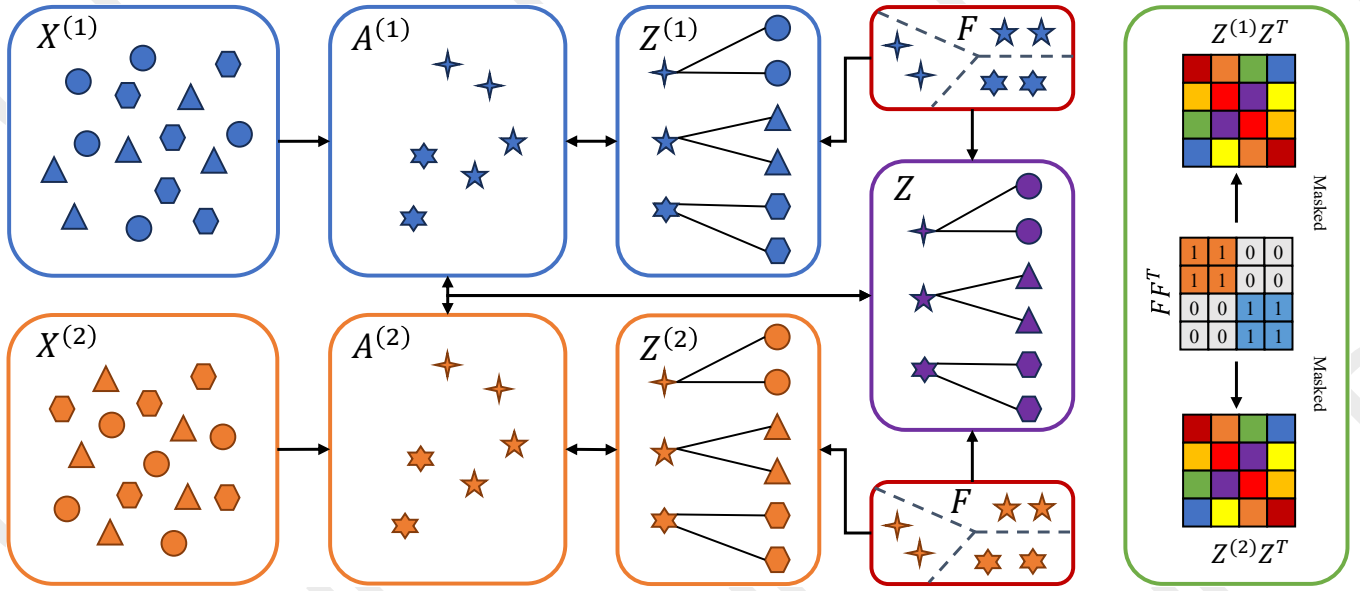 X^{(1)}
A^{(1)}
Z^{(1)}
F
Z^{(1)}Z^T
Masked
Z
FF^T
1 1 0 0
1 1 0 0
0 0 1 1
0 0 1 1
Masked
X^{(2)}
A^{(2)}
Z^{(2)}
F
Z^{(2)}Z^T